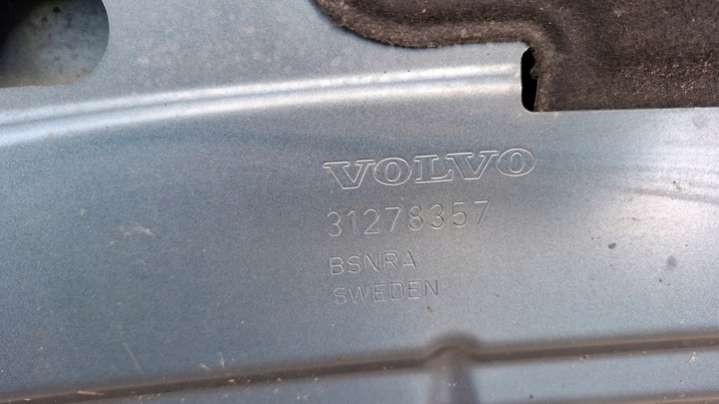 VOLVO
31278357
BSNRA
SWEDEN